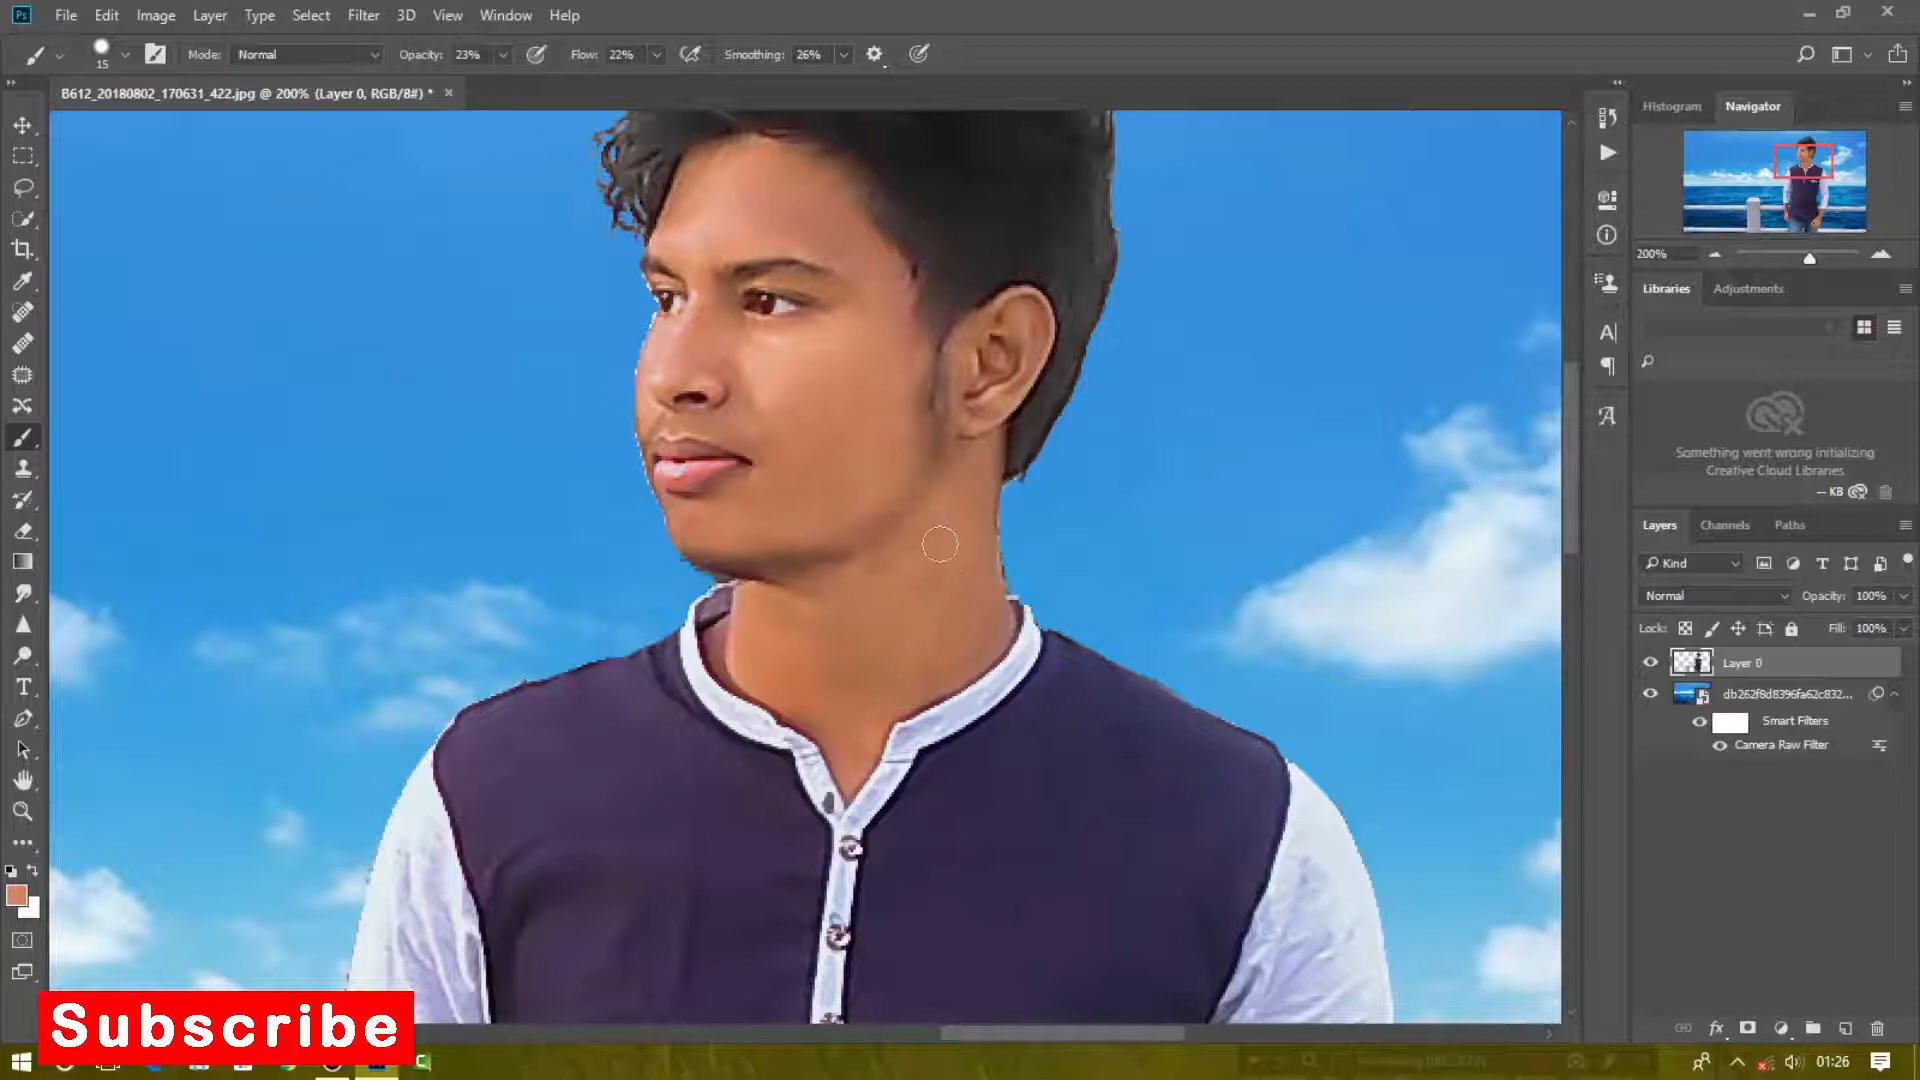 Ps File Edit Image Layer Type Select Filter 3D View Window Help
15 Mode: Normal Opacity: 23% Flow: 22% Smoothing: 26%
B612_20180802_170631_422.jpg @ 200% (Layer 0, RGB/8#) *
Histogram Navigator
200%
Libraries Adjustments
Something went wrong initializing
Creative Cloud Libraries
-- KB
Layers Channels Paths
Kind
Normal Opacity: 100%
Lock: Fill: 100%
Layer 0
db262f8d8396fa62c832...
Smart Filters
Camera Raw Filter
fx
Subscribe
01:26